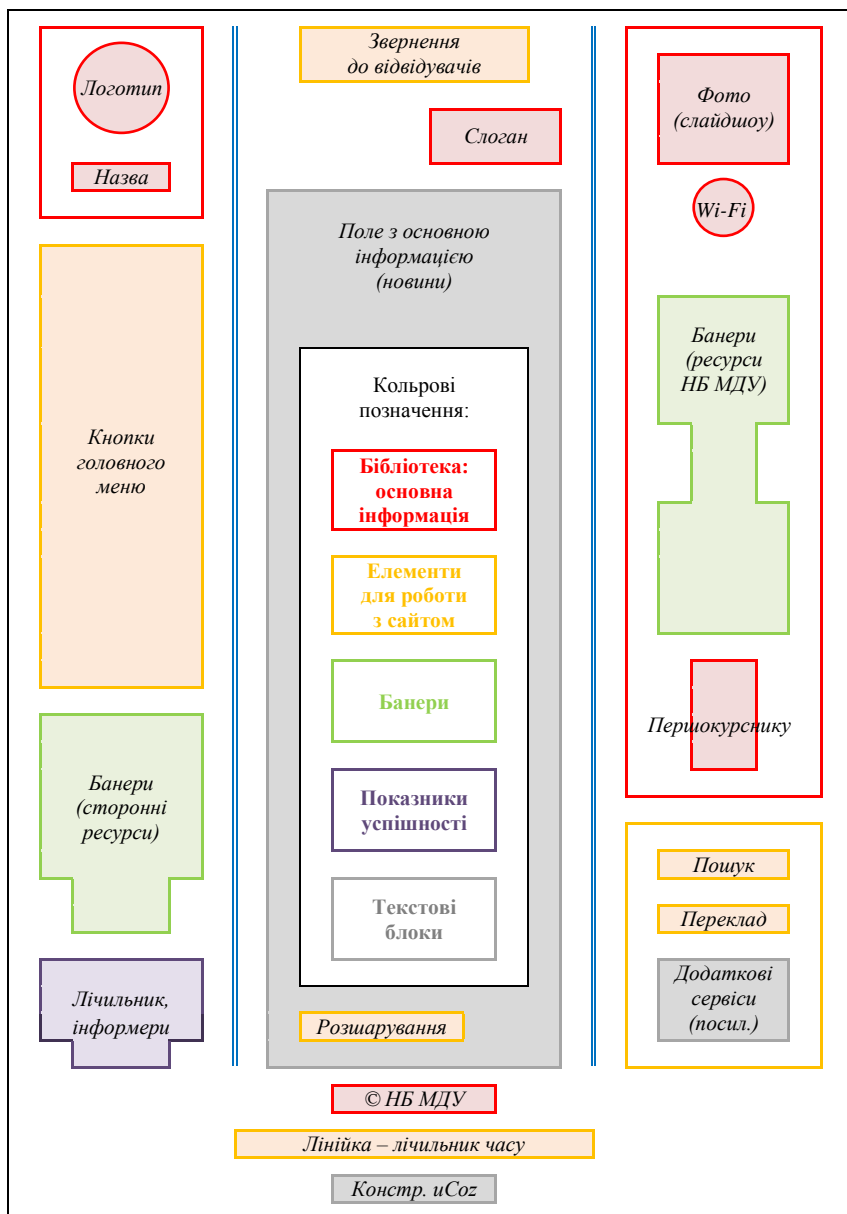 Логотип
Назва
Кнопки
головного
меню
Банери
(сторонні
ресурси)
Лічильник,
інформери
Звернення
до відвідувачів
Слоган
Поле з основною
інформацією
(новини)
Кольрові
позначення:
Бібліотека:
основна
інформація
Елементи
для роботи
з сайтом
Банери
Показники
успішності
Текстові
блоки
Розшарування
Фото
(слайдшоу)
Wi-Fi
Банери
(ресурси
НБ МДУ)
Першокурснику
Пошук
Переклад
Додаткові
сервіси
(посил.)
© НБ МДУ
Лінійка – лічильник часу
Констр. uCoz